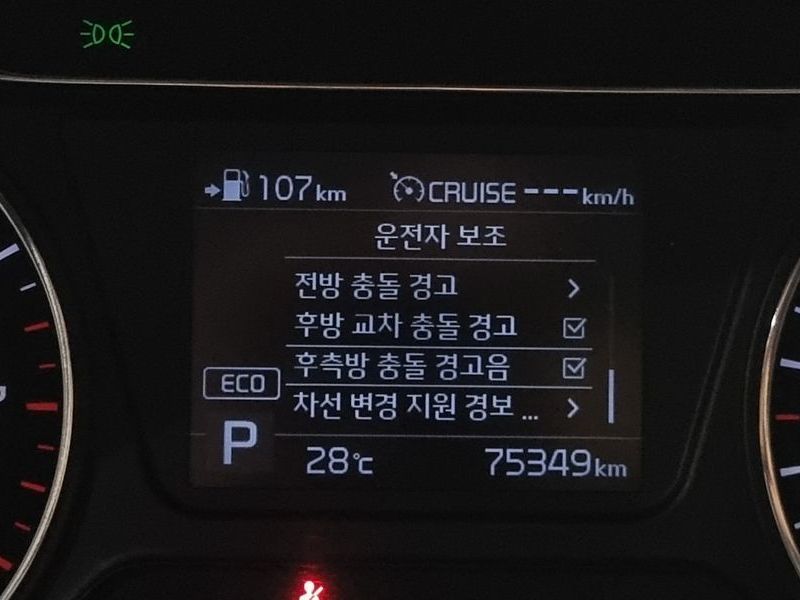 107km CRUISE ---km/h
운전자 보조
전방 충돌 경고
후방 교차 충돌 경고
후측방 충돌 경고음
ECO
차선 변경 지원 경보 ...
P
28℃ 75349km